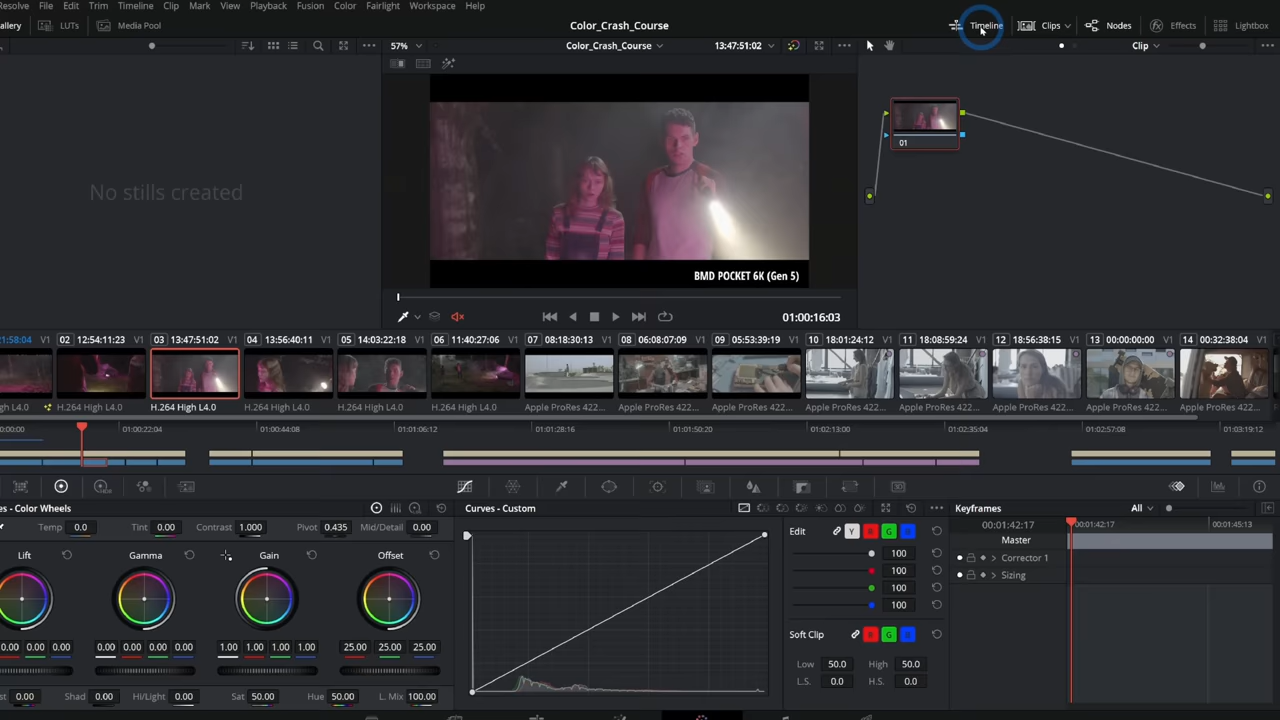 File Edit Trim Timeline Clip Mark View Playback Fusion Color Fairlight Workspace Help
LUTs Media Pool Color_Crash_Course Timeline Clips Nodes Effects Lightbox
57% Color_Crash_Course 13:47:51:02 Clip
No stills created
01
BMD POCKET 6K (Gen 5)
01:00:16:03
02 12:54:11:23 V1 03 13:47:51:02 V1 04 13:56:40:11 V1 05 14:03:22:18 V1 06 11:40:27:06 V1 07 08:18:30:13 V1 08 06:08:07:09 V1 09 05:53:39:19 V1 10 18:01:24:12 V1 11 18:08:59:24 V1 12 18:56:38:15 V1 13 00:00:00:00 V1 14 00:32:38:04 V1
H.264 High L4.0 H.264 High L4.0 H.264 High L4.0 H.264 High L4.0 H.264 High L4.0 Apple ProRes 422... Apple ProRes 422... Apple ProRes 422... Apple ProRes 422... Apple ProRes 422... Apple ProRes 422... Apple ProRes 422... Apple ProRes 422...
01:00:22:04 01:00:44:08 01:01:06:12 01:01:28:16 01:01:50:20 01:02:13:00 01:02:35:04 01:02:57:08 01:03:19:12
Color Wheels Curves - Custom Keyframes All
Temp 0.0 Tint 0.00 Contrast 1.000 Pivot 0.435 Mid/Detail 0.00 Edit Y R G B 00:01:42:17 00:01:42:17 00:01:45:13
Master
Lift Gamma Gain Offset 100 Corrector 1
100 Sizing
100
100
Soft Clip R G B
0.00 0.00 0.00 0.00 0.00 0.00 0.00 1.00 1.00 1.00 1.00 25.00 25.00 25.00
Low 50.0 High 50.0
L.S. 0.0 H.S. 0.0
0.00 Shad 0.00 Hi/Light 0.00 Sat 50.00 Hue 50.00 L. Mix 100.00